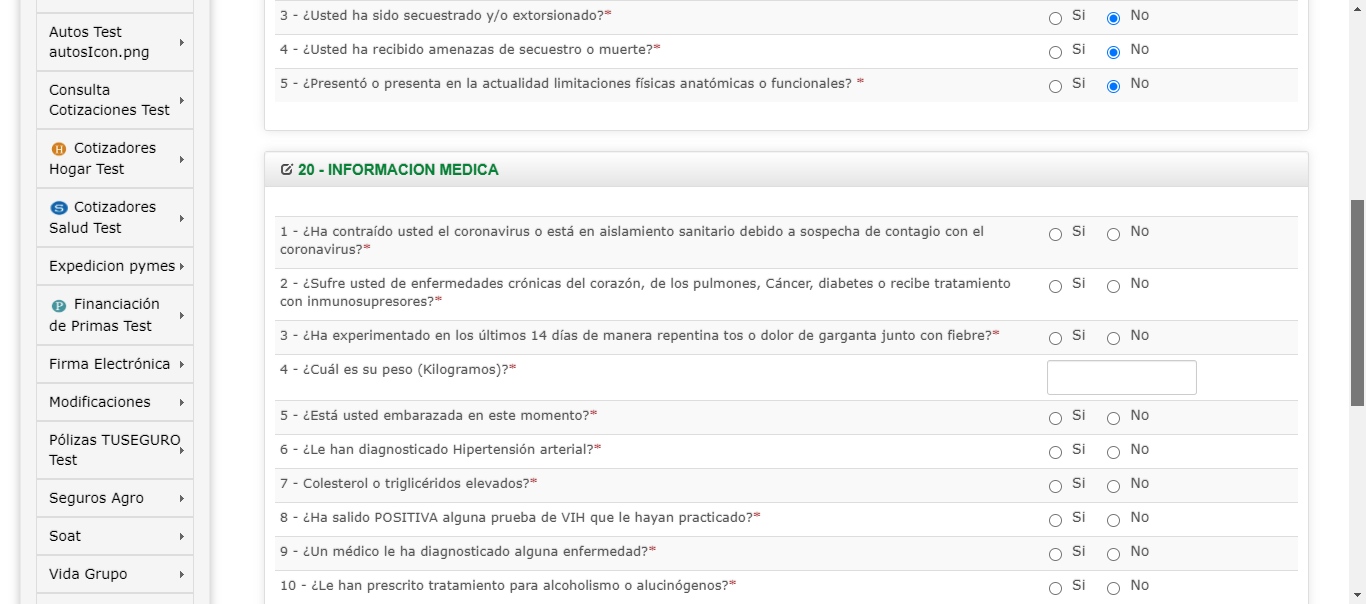 Autos Test
autosIcon.png
Consulta
Cotizaciones Test
H Cotizadores
Hogar Test
S Cotizadores
Salud Test
Expedicion pymes
P Financiación
de Primas Test
Firma Electrónica
Modificaciones
Pólizas TUSEGURO
Test
Seguros Agro
Soat
Vida Grupo
3 - ¿Usted ha sido secuestrado y/o extorsionado?* Si No
4 - ¿Usted ha recibido amenazas de secuestro o muerte?* Si No
5 - ¿Presentó o presenta en la actualidad limitaciones físicas anatómicas o funcionales? * Si No
20 - INFORMACION MEDICA
1 - ¿Ha contraído usted el coronavirus o está en aislamiento sanitario debido a sospecha de contagio con el Si No
coronavirus?*
2 - ¿Sufre usted de enfermedades crónicas del corazón, de los pulmones, Cáncer, diabetes o recibe tratamiento Si No
con inmunosupresores?*
3 - ¿Ha experimentado en los últimos 14 días de manera repentina tos o dolor de garganta junto con fiebre?* Si No
4 - ¿Cuál es su peso (Kilogramos)?*
5 - ¿Está usted embarazada en este momento?* Si No
6 - ¿Le han diagnosticado Hipertensión arterial?* Si No
7 - Colesterol o triglicéridos elevados?* Si No
8 - ¿Ha salido POSITIVA alguna prueba de VIH que le hayan practicado?* Si No
9 - ¿Un médico le ha diagnosticado alguna enfermedad?* Si No
10 - ¿Le han prescrito tratamiento para alcoholismo o alucinógenos?* Si No